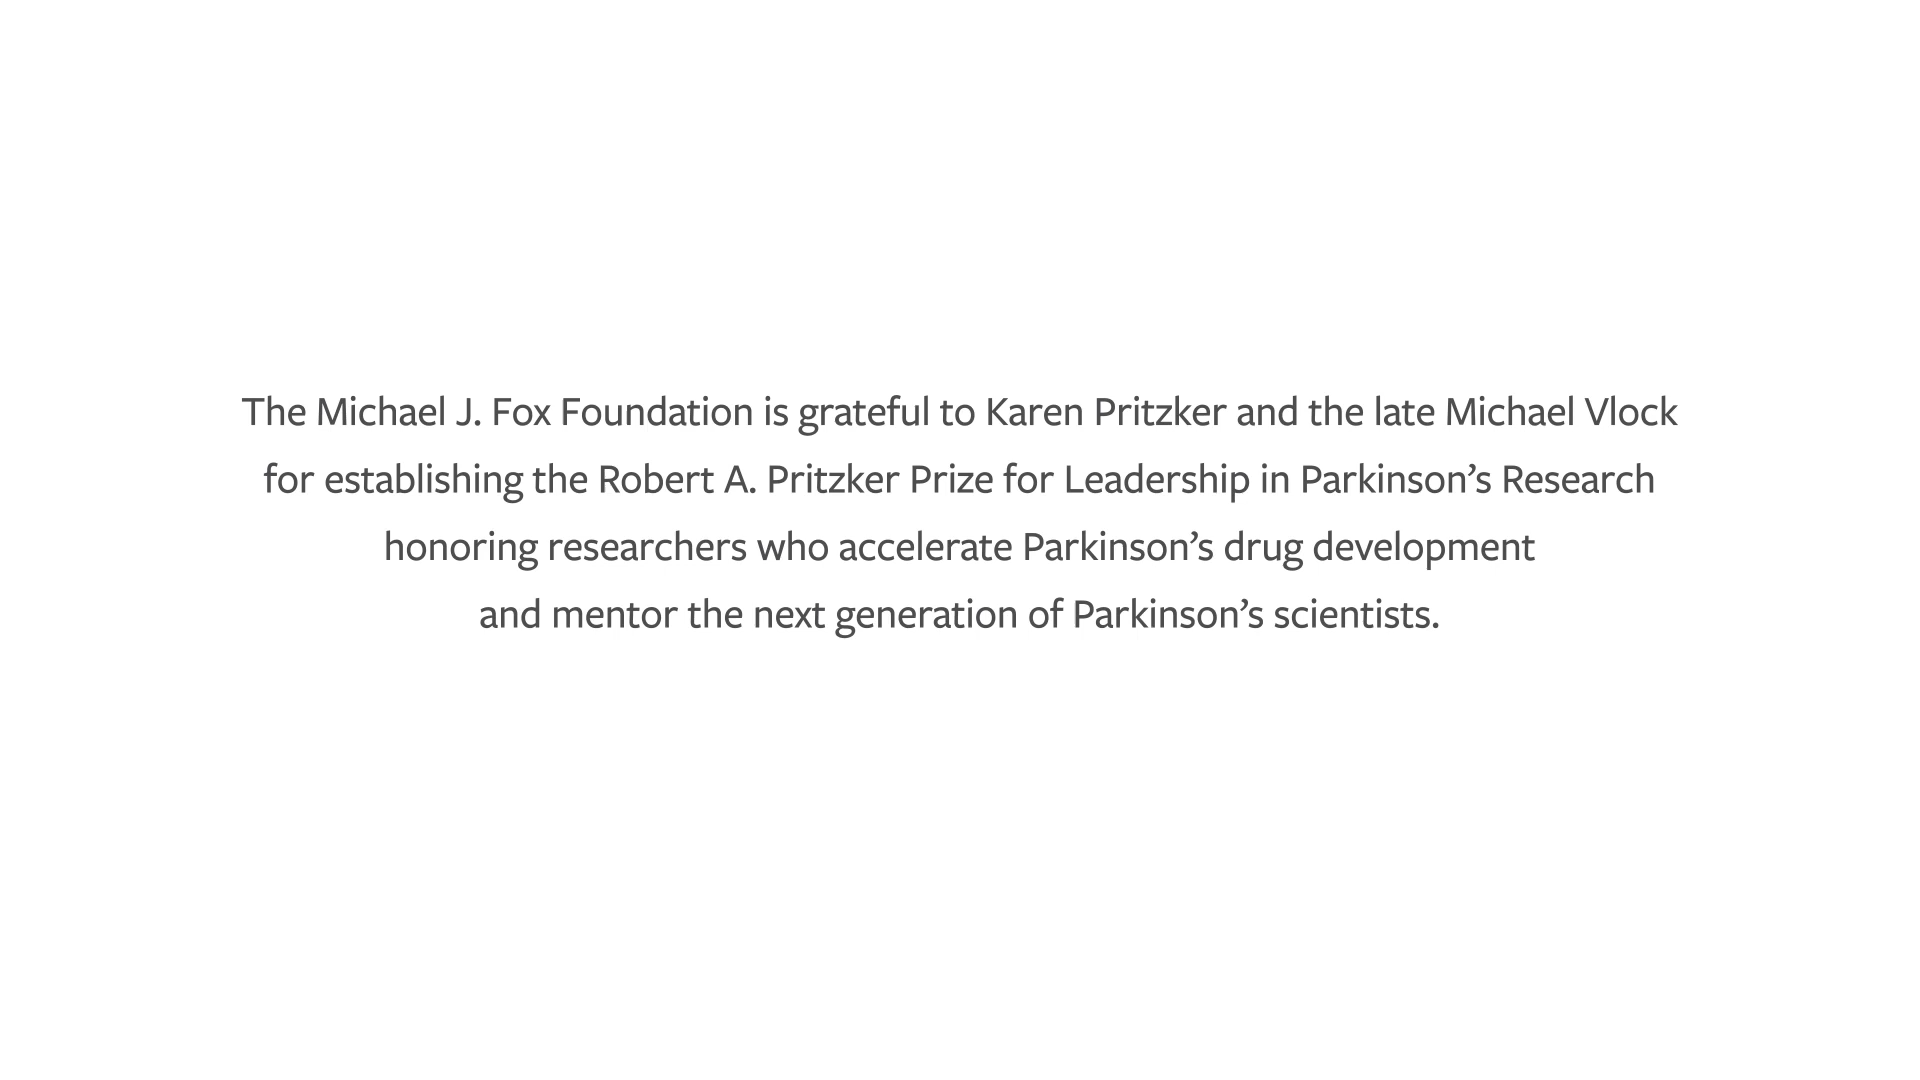 The Michael J. Fox Foundation is grateful to Karen Pritzker and the late Michael Vlock
for establishing the Robert A. Pritzker Prize for Leadership in Parkinson’s Research
honoring researchers who accelerate Parkinson’s drug development
and mentor the next generation of Parkinson’s scientists.